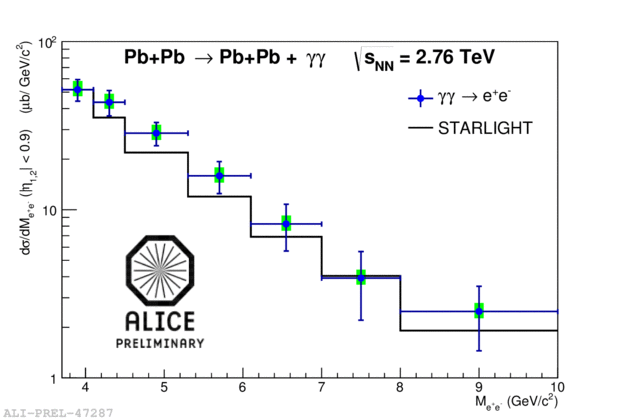 Pb+Pb → Pb+Pb + γγ √sNN = 2.76 TeV
γγ → e⁺e⁻
STARLIGHT
dσ/dMe⁺e⁻ (|η1,2| < 0.9) (μb/ GeV/c²)
10²
10
1
ALICE
PRELIMINARY
4 5 6 7 8 9 10
Me⁺e⁻ (GeV/c²)
ALI-PREL-47287